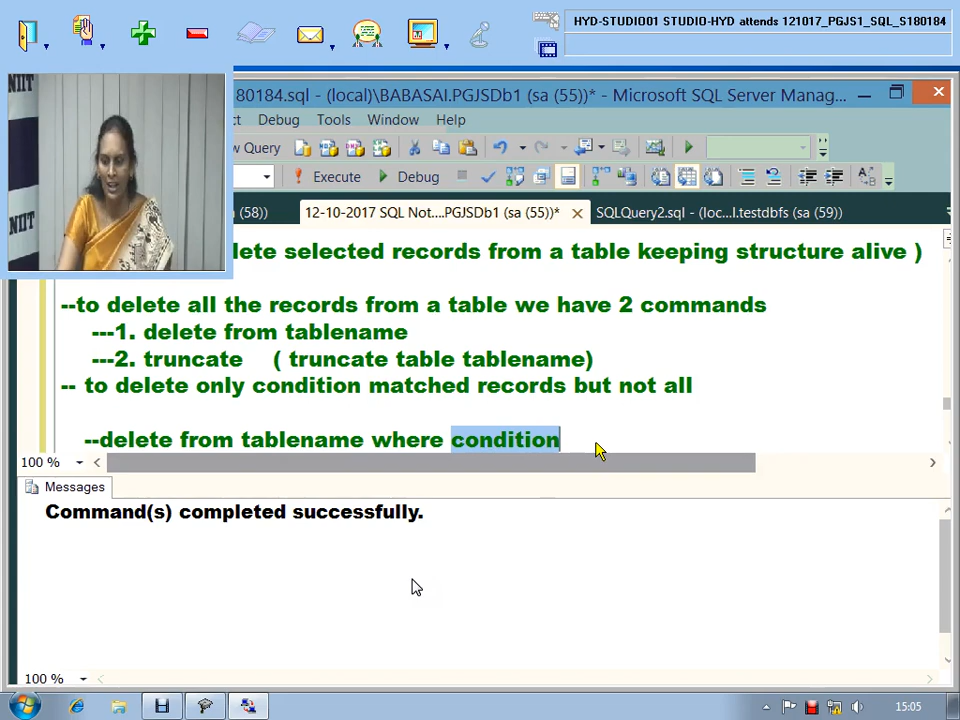 HYD-STUDIO01 STUDIO-HYD attends 121017_PGJS1_SQL_S180184
80184.sql - (local)\BABASAI.PGJSDb1 (sa (55))* - Microsoft SQL Server Manag...
ct Debug Tools Window Help
w Query
Execute Debug
(58)) 12-10-2017 SQL Not....PGJSDb1 (sa (55))* SQLQuery2.sql - (loc...l.testdbfs (sa (59))
NIIT
NIIT
lete selected records from a table keeping structure alive )
--to delete all the records from a table we have 2 commands
---1. delete from tablename
---2. truncate ( truncate table tablename)
-- to delete only condition matched records but not all
--delete from tablename where condition
100 %
Messages
Command(s) completed successfully.
100 %
15:05